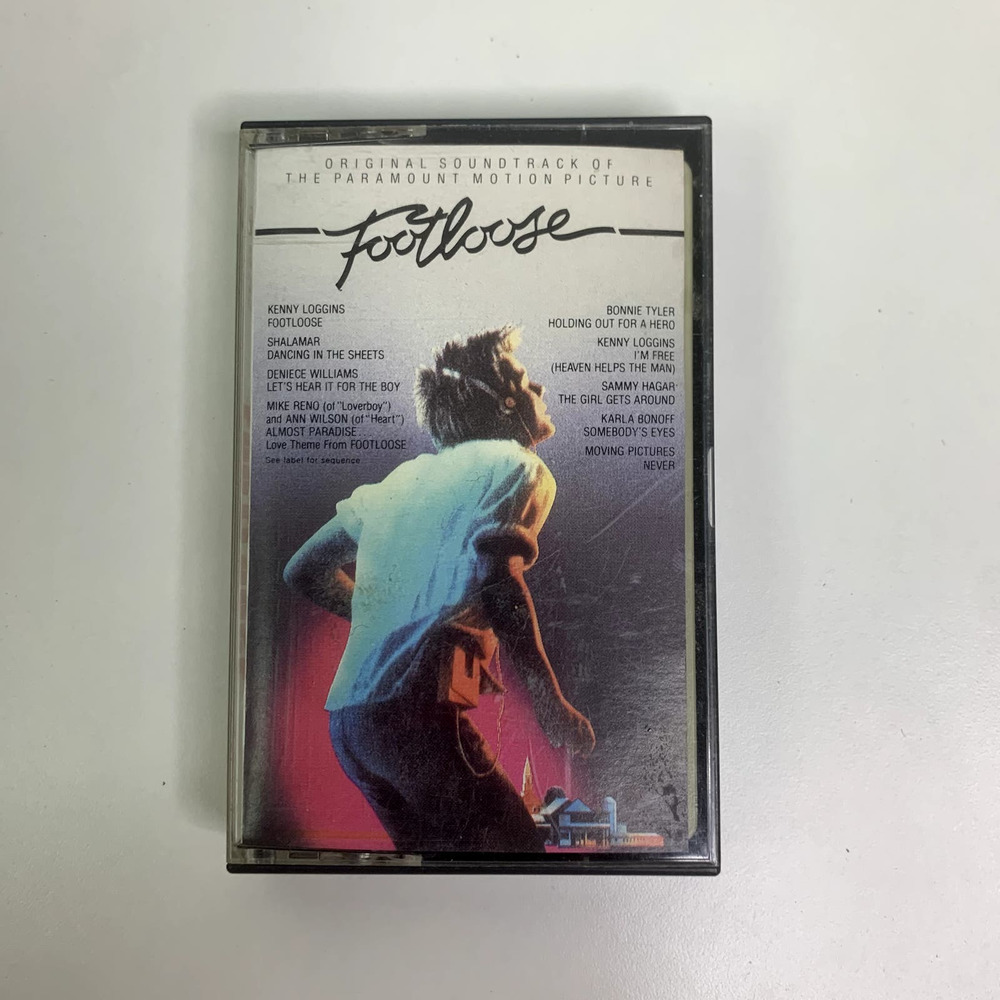 ORIGINAL SOUNDTRACK OF
THE PARAMOUNT MOTION PICTURE
Footloose
KENNY LOGGINS
FOOTLOOSE
SHALAMAR
DANCING IN THE SHEETS
DENIECE WILLIAMS
LET'S HEAR IT FOR THE BOY
MIKE RENO (of "Loverboy")
and ANN WILSON (of "Heart")
ALMOST PARADISE...
Love Theme From FOOTLOOSE
See label for sequence
BONNIE TYLER
HOLDING OUT FOR A HERO
KENNY LOGGINS
I'M FREE
(HEAVEN HELPS THE MAN)
SAMMY HAGAR
THE GIRL GETS AROUND
KARLA BONOFF
SOMEBODY'S EYES
MOVING PICTURES
NEVER